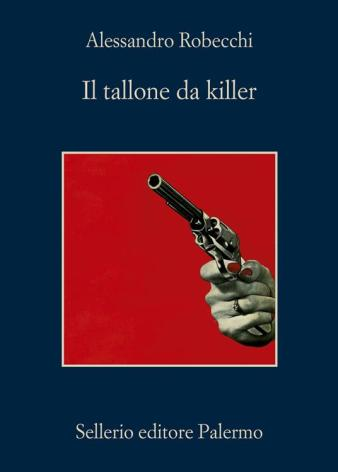 Alessandro Robecchi
Il tallone da killer
Sellerio editore Palermo